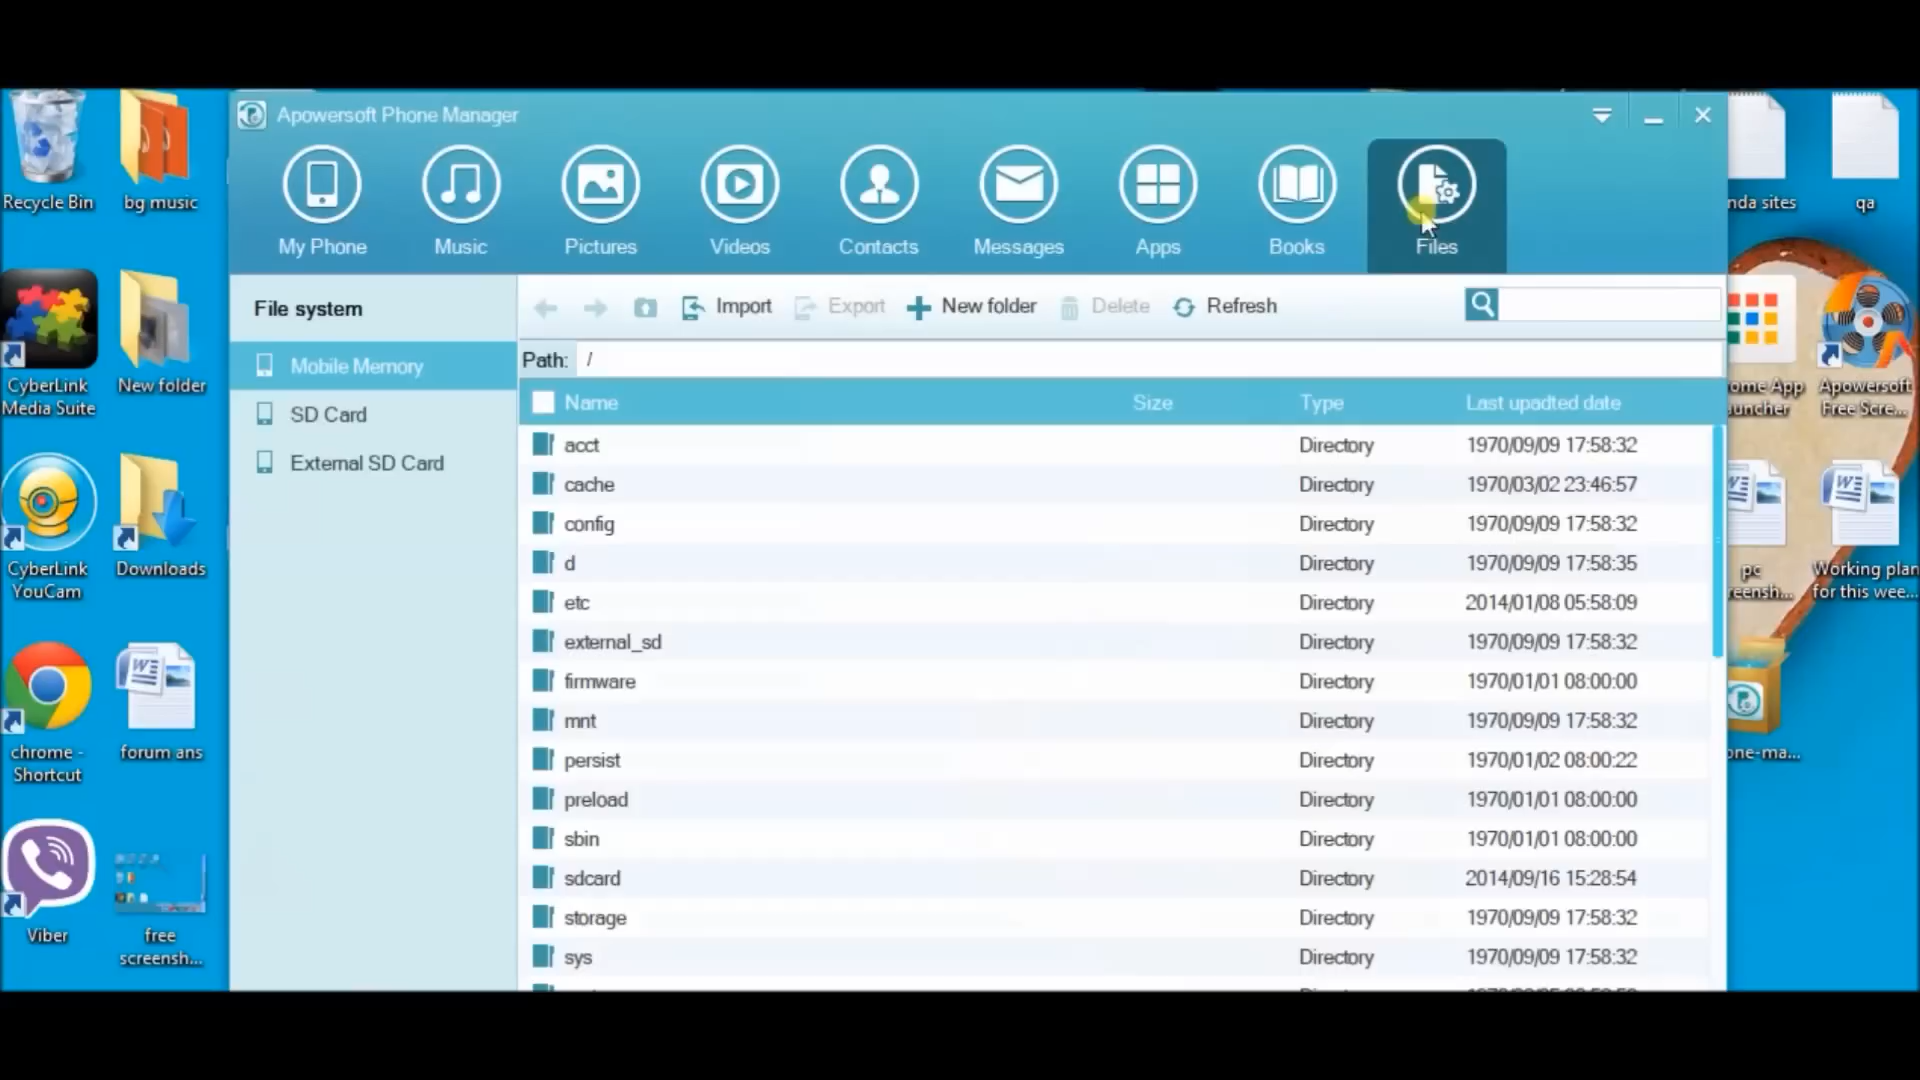 Apowersoft Phone Manager
My Phone Music Pictures Videos Contacts Messages Apps Books Files
File system
Mobile Memory
SD Card
External SD Card
Import Export New folder Delete Refresh
Path: /
Name Size Type Last upadted date
acct Directory 1970/09/09 17:58:32
cache Directory 1970/03/02 23:46:57
config Directory 1970/09/09 17:58:32
d Directory 1970/09/09 17:58:35
etc Directory 2014/01/08 05:58:09
external_sd Directory 1970/09/09 17:58:32
firmware Directory 1970/01/01 08:00:00
mnt Directory 1970/09/09 17:58:32
persist Directory 1970/01/02 08:00:22
preload Directory 1970/01/01 08:00:00
sbin Directory 1970/01/01 08:00:00
sdcard Directory 2014/09/16 15:28:54
storage Directory 1970/09/09 17:58:32
sys Directory 1970/09/09 17:58:32
Recycle Bin
bg music
CyberLink
Media Suite
New folder
CyberLink
YouCam
Downloads
chrome -
Shortcut
forum ans
Viber
free
screensh...
nda sites
qa
ome App
uncher
Apowersoft
Free Scre...
pc
reensh...
Working plan
for this wee...
one-ma...